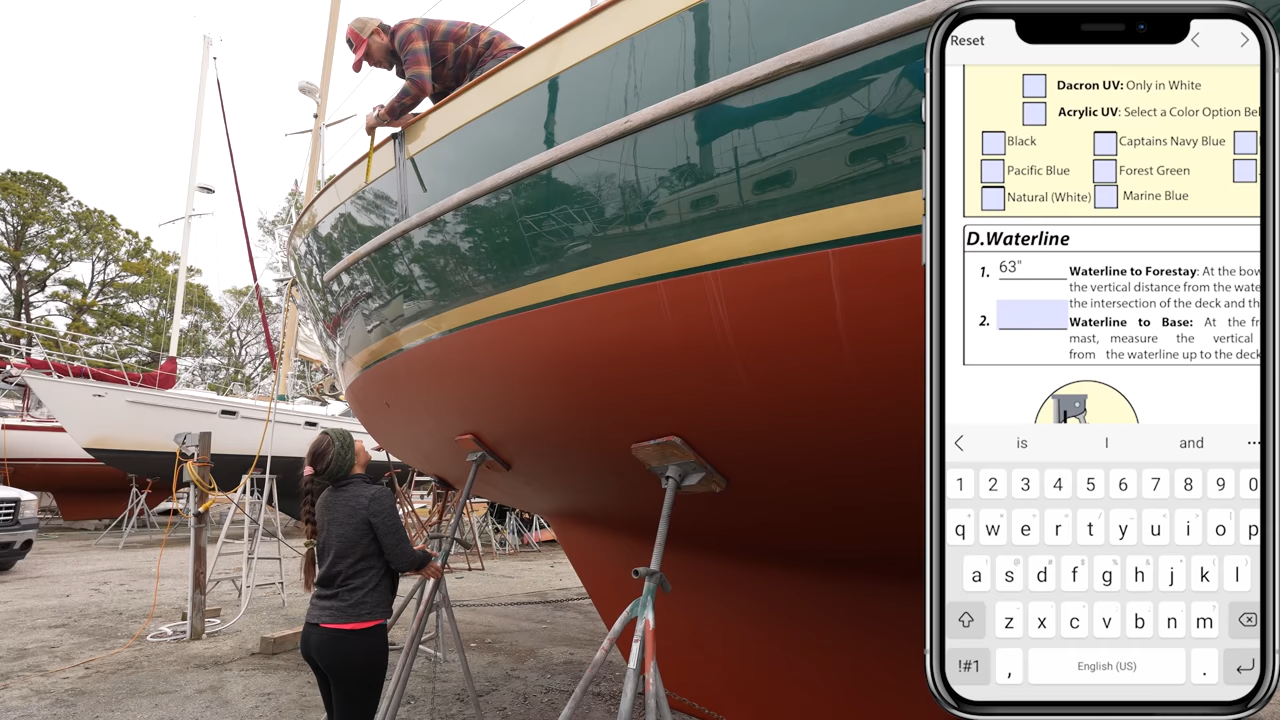 Reset
Dacron UV: Only in White
Acrylic UV: Select a Color Option Bel
Black
Captains Navy Blue
Pacific Blue
Forest Green
Natural (White)
Marine Blue
D.Waterline
1. 63" Waterline to Forestay: At the bow
the vertical distance from the wate
the intersection of the deck and th
2. Waterline to Base: At the fr
mast, measure the vertical
from the waterline up to the deck
is I and
1 2 3 4 5 6 7 8 9 0
q w e r t y u i o p
a s d f g h j k l
z x c v b n m
!#1 , English (US) .